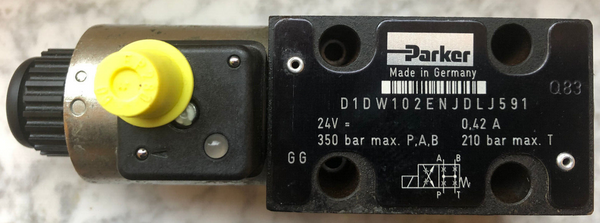 Parker
Made in Germany
D1DW102ENJDLJ591
Q83
24V = 0,42 A
350 bar max. P,A,B 210 bar max. T
GG
A B
P T